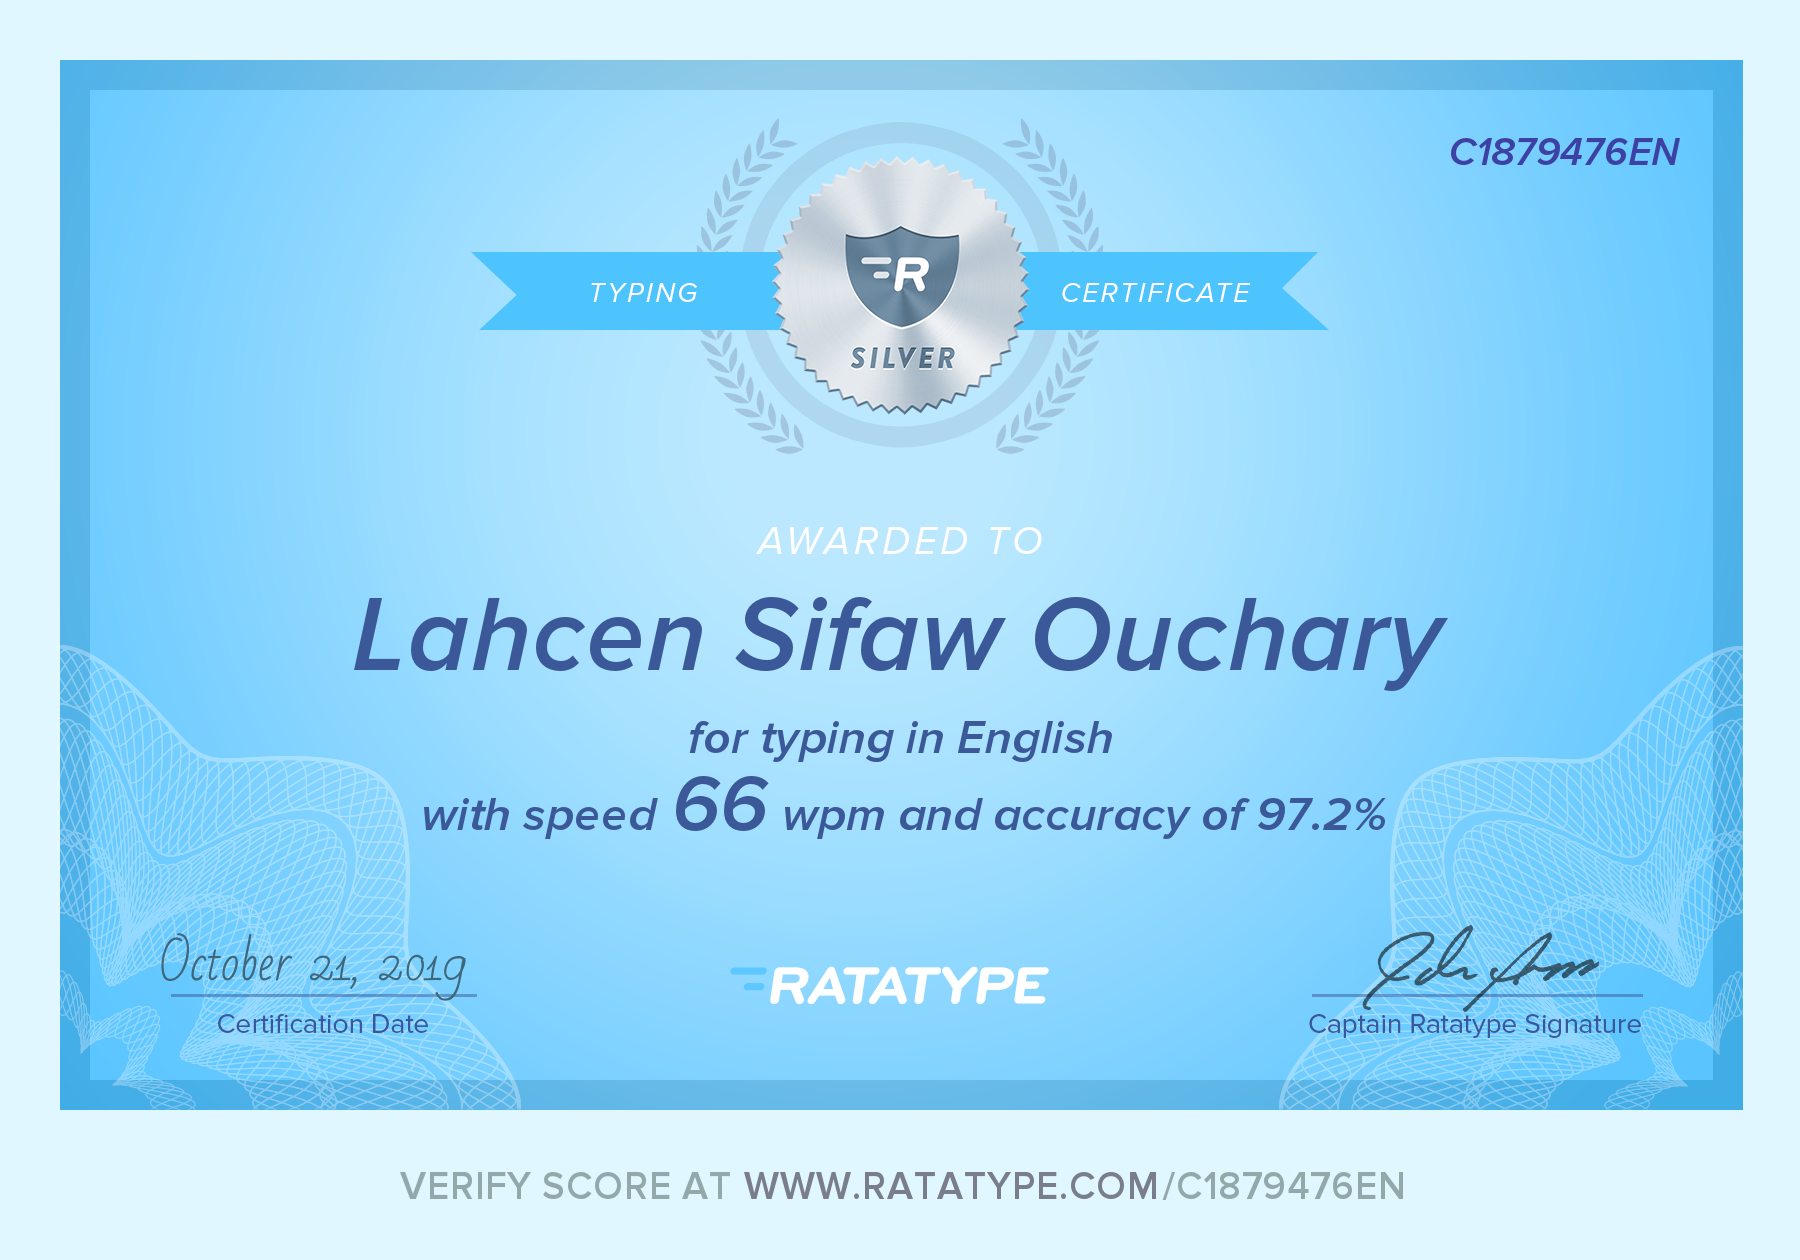 C1879476EN
TYPING
CERTIFICATE
R
SILVER
AWARDED TO
Lahcen Sifaw Ouchary
for typing in English
with speed 66 wpm and accuracy of 97.2%
October 21, 2019
Certification Date
RATATYPE
Captain Ratatype Signature
VERIFY SCORE AT WWW.RATATYPE.COM/C1879476EN